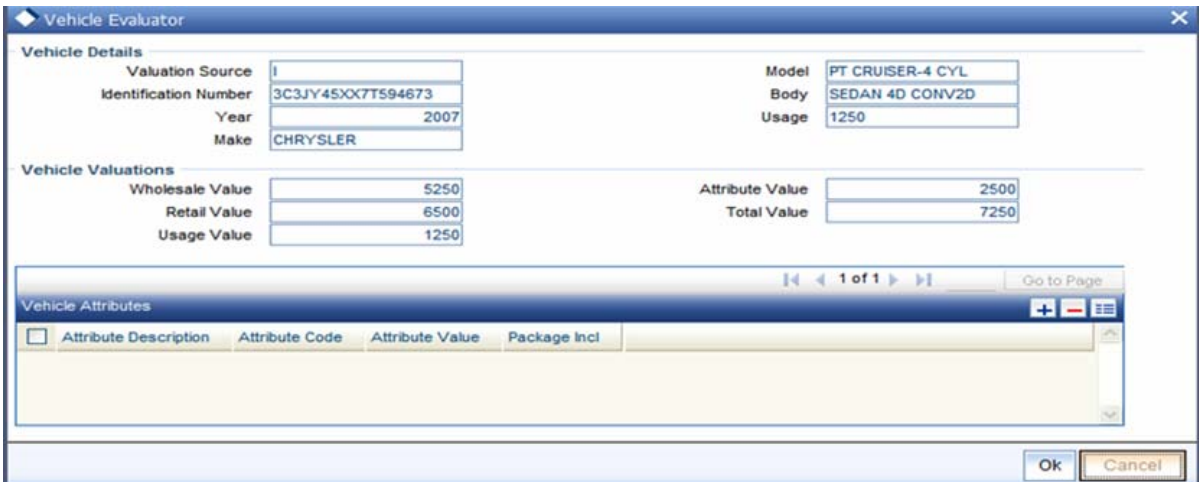 Vehicle Evaluator
Vehicle Details
Valuation Source I
Identification Number 3C3JY45XX7T594673
Year 2007
Make CHRYSLER
Model PT CRUISER-4 CYL
Body SEDAN 4D CONV2D
Usage 1250
Vehicle Valuations
Wholesale Value 5250
Retail Value 6500
Usage Value 1250
Attribute Value 2500
Total Value 7250
1 of 1 Go to Page
Vehicle Attributes
Attribute Description Attribute Code Attribute Value Package Incl
Ok Cancel